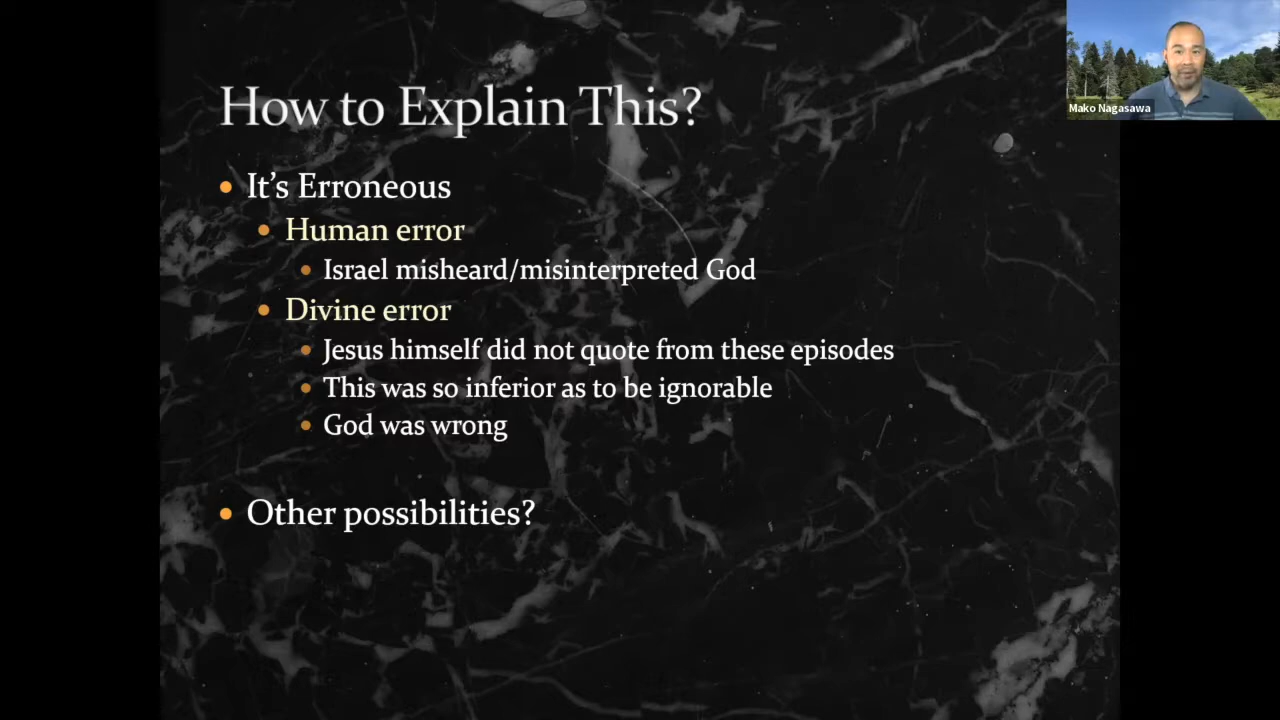 How to Explain This?
Mako Nagasawa
It's Erroneous
Human error
Israel misheard/misinterpreted God
Divine error
Jesus himself did not quote from these episodes
This was so inferior as to be ignorable
God was wrong
Other possibilities?